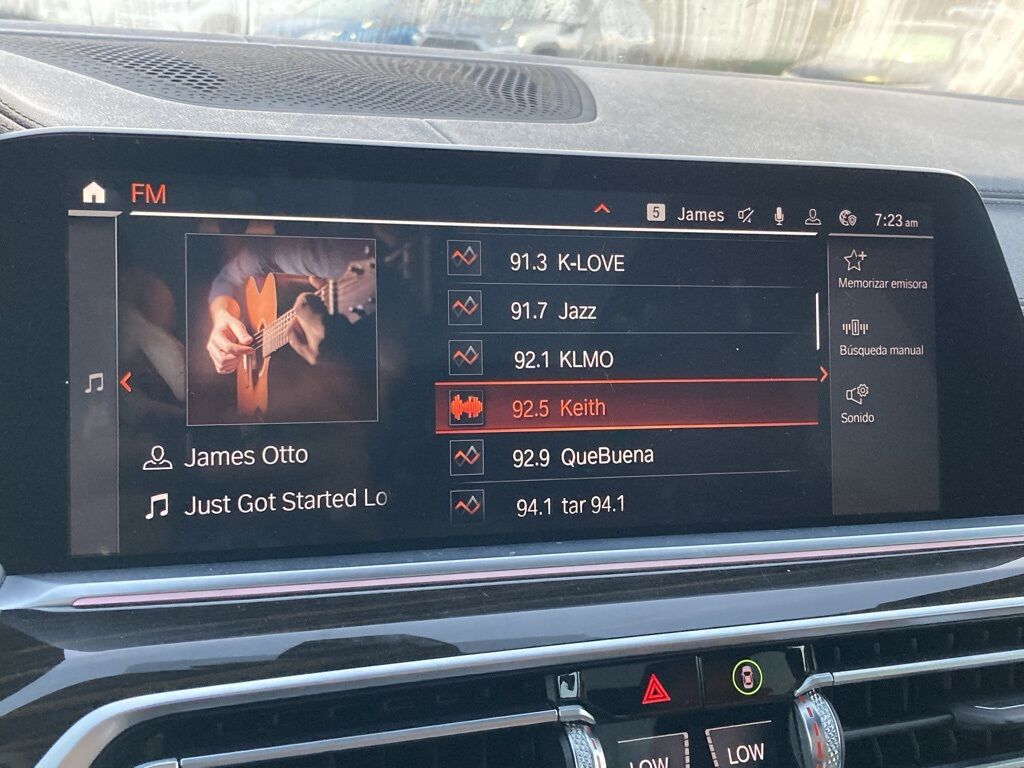 FM
5 James 7:23 am
91.3 K-LOVE
91.7 Jazz
92.1 KLMO
92.5 Keith
92.9 QueBuena
94.1 tar 94.1
James Otto
Just Got Started Lo
Memorizar emisora
Búsqueda manual
Sonido
LOW
LOW